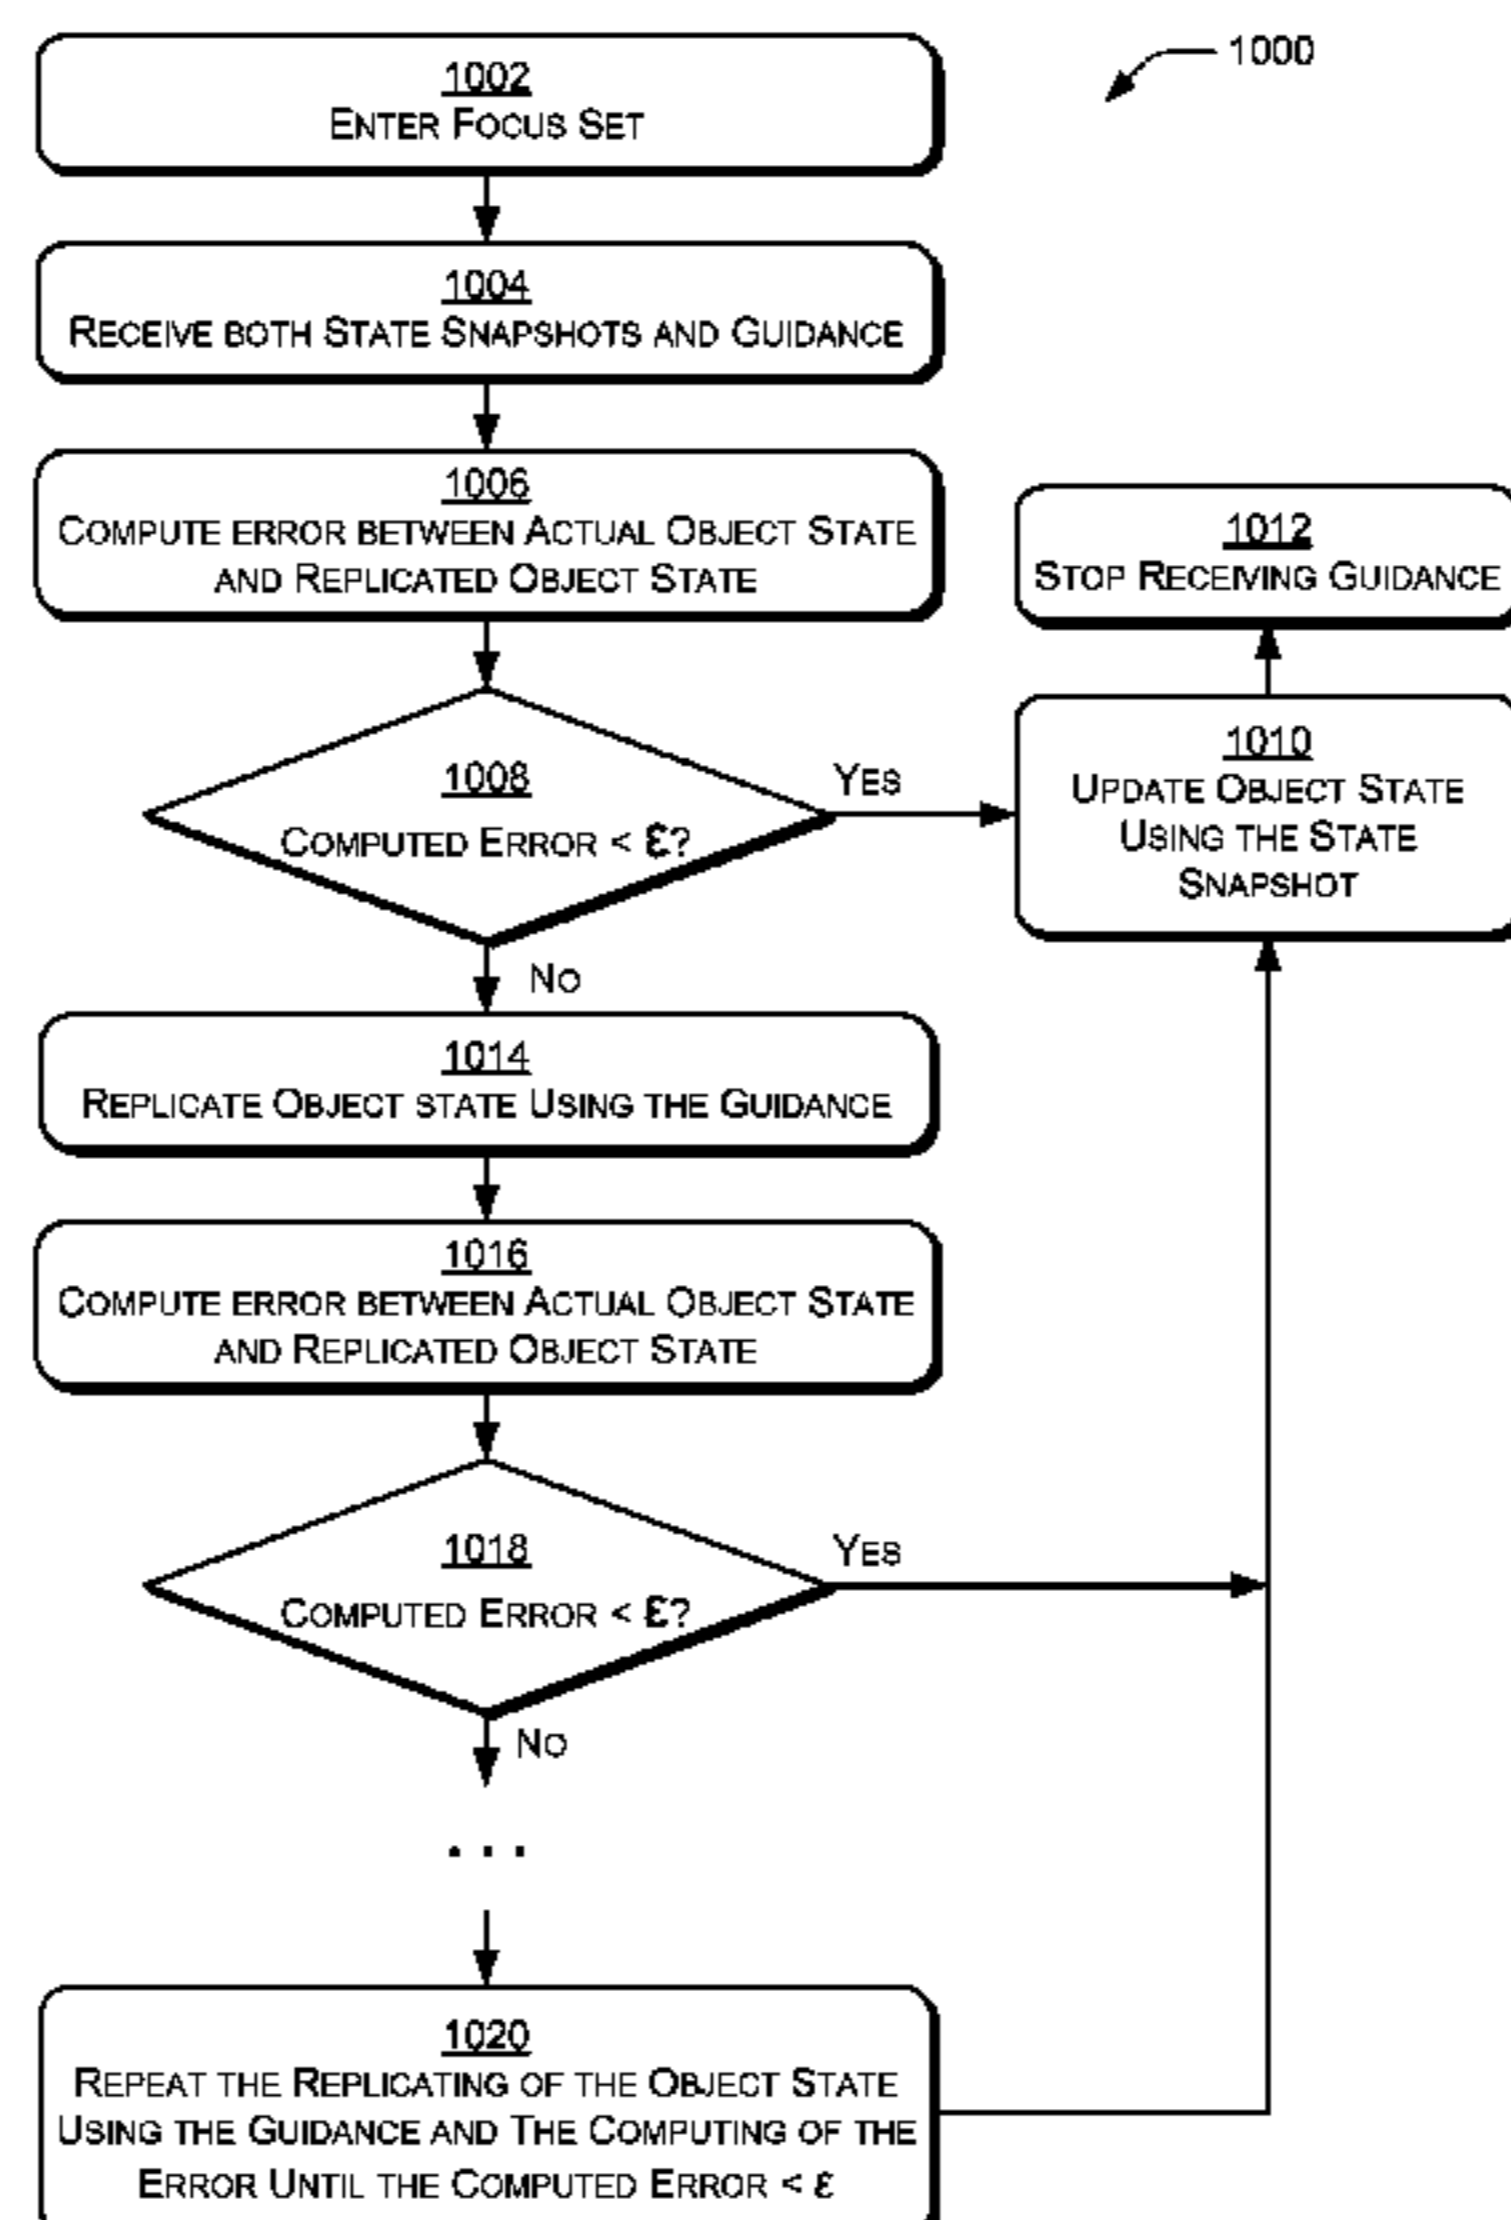 1000
1002
ENTER FOCUS SET
1004
RECEIVE BOTH STATE SNAPSHOTS AND GUIDANCE
1006
COMPUTE ERROR BETWEEN ACTUAL OBJECT STATE
AND REPLICATED OBJECT STATE
1012
STOP RECEIVING GUIDANCE
1008
COMPUTED ERROR < ℇ?
YES
1010
UPDATE OBJECT STATE
USING THE STATE
SNAPSHOT
NO
1014
REPLICATE OBJECT STATE USING THE GUIDANCE
1016
COMPUTE ERROR BETWEEN ACTUAL OBJECT STATE
AND REPLICATED OBJECT STATE
1018
COMPUTED ERROR < ℇ?
YES
NO
...
1020
REPEAT THE REPLICATING OF THE OBJECT STATE
USING THE GUIDANCE AND THE COMPUTING OF THE
ERROR UNTIL THE COMPUTED ERROR < ε